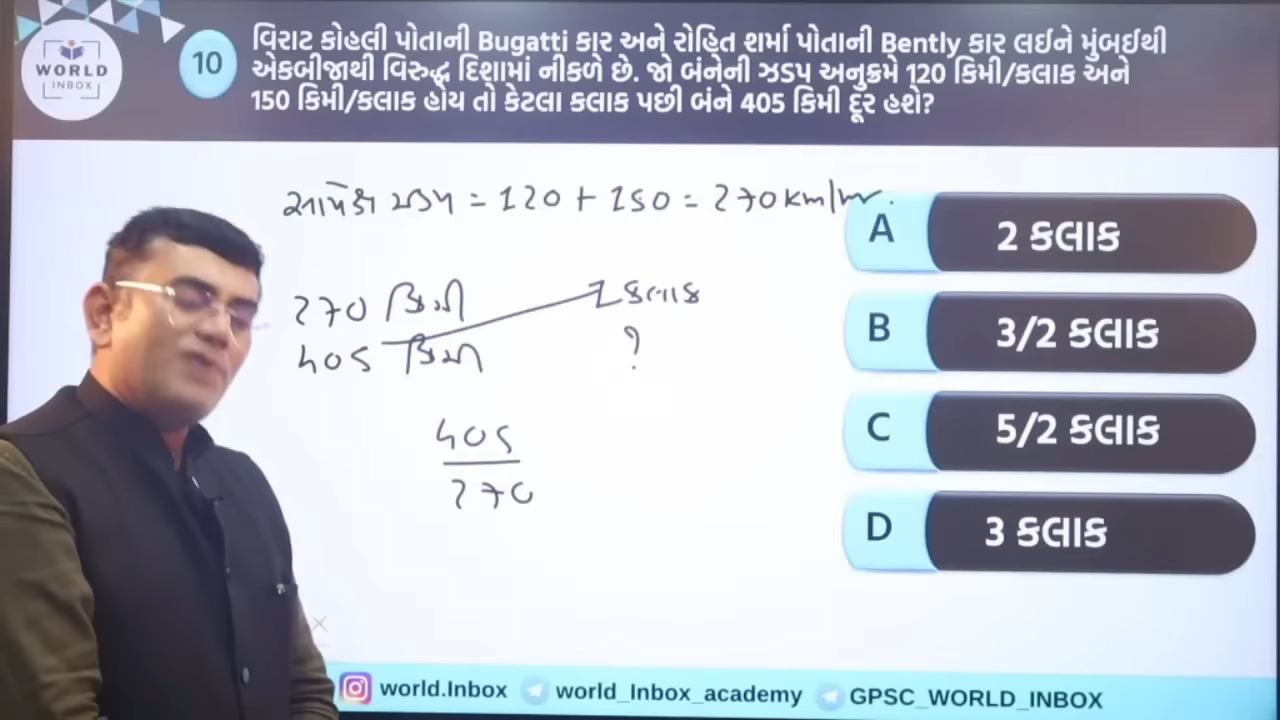 WORLD
INBOX
10
વિરાટ કોહલી પોતાની Bugatti કાર અને રોહિત શર્મા પોતાની Bently કાર લઈને મુંબઈથી
એકબીજાથી વિરુદ્ધ દિશામાં નીકળે છે. જો બંનેની ઝડપ અનુક્રમે 120 કિમી/કલાક અને
150 કિમી/કલાક હોય તો કેટલા કલાક પછી બંને 405 કિમી દૂર હશે?
સાપેક્ષ ઝડપ = 120 + 150 = 270 km/hr.
270 કિમી 1 કલાક
405 કિમી ?
405
270
A 2 કલાક
B 3/2 કલાક
C 5/2 કલાક
D 3 કલાક
world.Inbox world_Inbox_academy GPSC_WORLD_INBOX